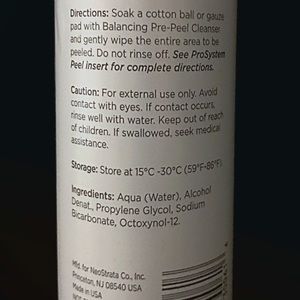 Directions: Soak a cotton ball or gauze
pad with Balancing Pre-Peel Cleanser
and gently wipe the entire area to be
peeled. Do not rinse off. See ProSystem
Peel insert for complete directions.
Caution: For external use only. Avoid
contact with eyes. If contact occurs,
rinse well with water. Keep out of reach
of children. If swallowed, seek medical
assistance.
Storage: Store at 15°C -30°C (59°F-86°F).
Ingredients: Aqua (Water), Alcohol
Denat., Propylene Glycol, Sodium
Bicarbonate, Octoxynol-12.
Mfd. for NeoStrata Co., Inc.
Princeton, NJ 08540 USA
Made in USA